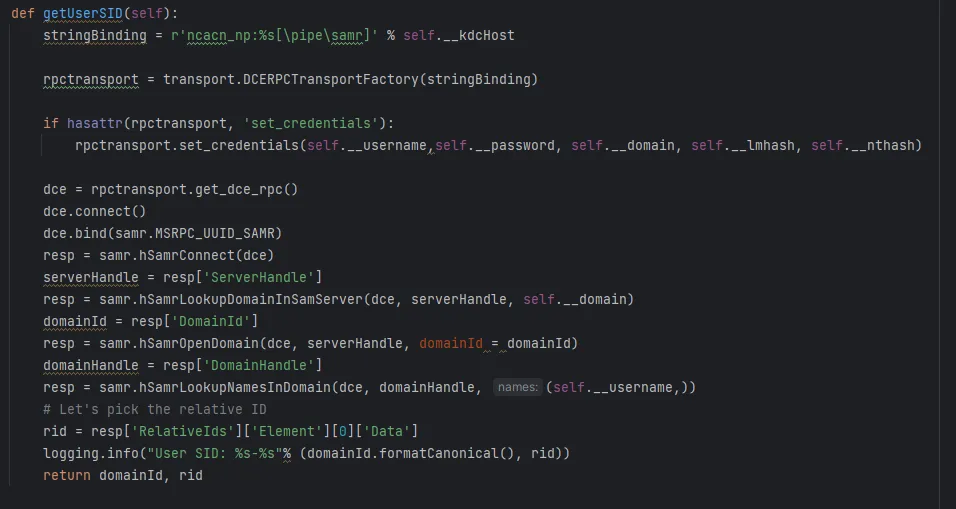 def getUserSID(self):
stringBinding = r'ncacn_np:%s[\pipe\samr]' % self.__kdcHost
rpctransport = transport.DCERPCTransportFactory(stringBinding)
if hasattr(rpctransport, 'set_credentials'):
rpctransport.set_credentials(self.__username,self.__password, self.__domain, self.__lmhash, self.__nthash)
dce = rpctransport.get_dce_rpc()
dce.connect()
dce.bind(samr.MSRPC_UUID_SAMR)
resp = samr.hSamrConnect(dce)
serverHandle = resp['ServerHandle']
resp = samr.hSamrLookupDomainInSamServer(dce, serverHandle, self.__domain)
domainId = resp['DomainId']
resp = samr.hSamrOpenDomain(dce, serverHandle, domainId = domainId)
domainHandle = resp['DomainHandle']
resp = samr.hSamrLookupNamesInDomain(dce, domainHandle, names: (self.__username,))
# Let's pick the relative ID
rid = resp['RelativeIds']['Element'][0]['Data']
logging.info("User SID: %s-%s"% (domainId.formatCanonical(), rid))
return domainId, rid